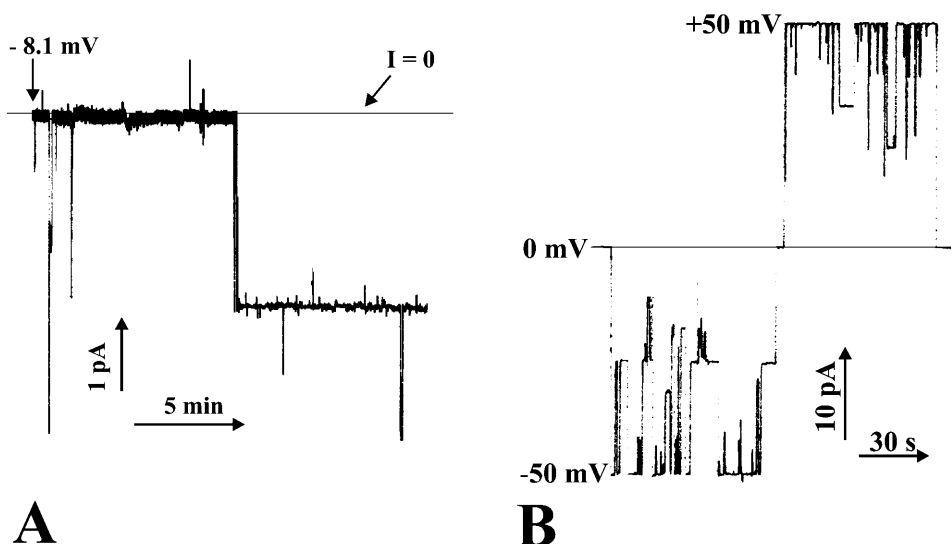 - 8.1 mV
I = 0
1 pA
5 min
A
+50 mV
0 mV
-50 mV
10 pA
30 s
B